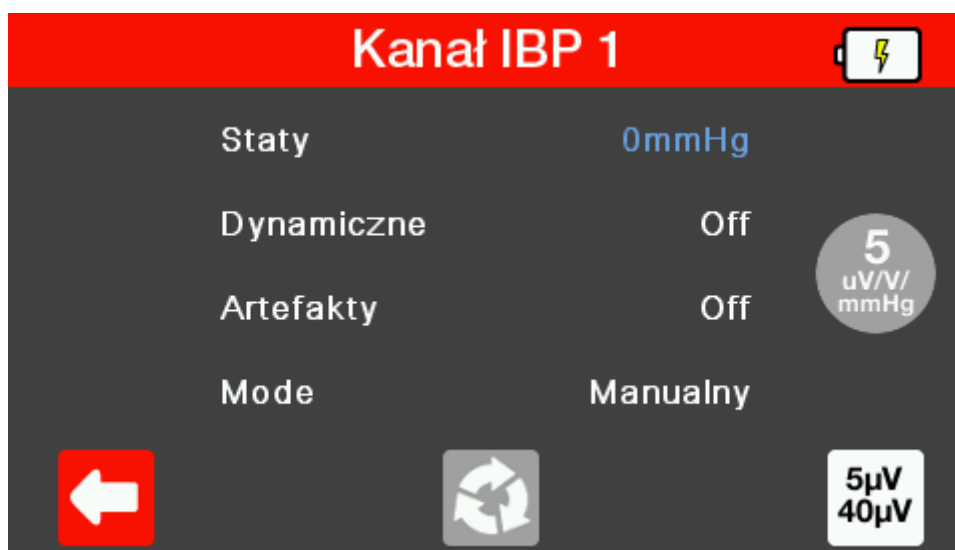 Kanał IBP 1
Staty 0mmHg
Dynamiczne Off
5
uV/V/
mmHg
Artefakty Off
Mode Manualny
5µV
40µV